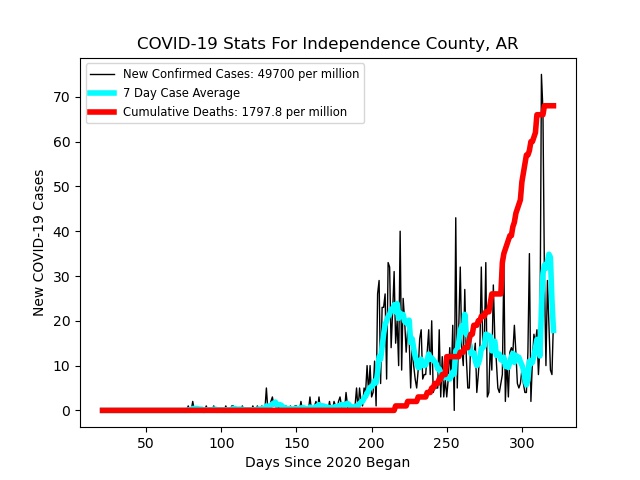 COVID-19 Stats For Independence County, AR
New Confirmed Cases: 49700 per million
7 Day Case Average
Cumulative Deaths: 1797.8 per million
New COVID-19 Cases
70
60
50
40
30
20
10
0
50 100 150 200 250 300
Days Since 2020 Began